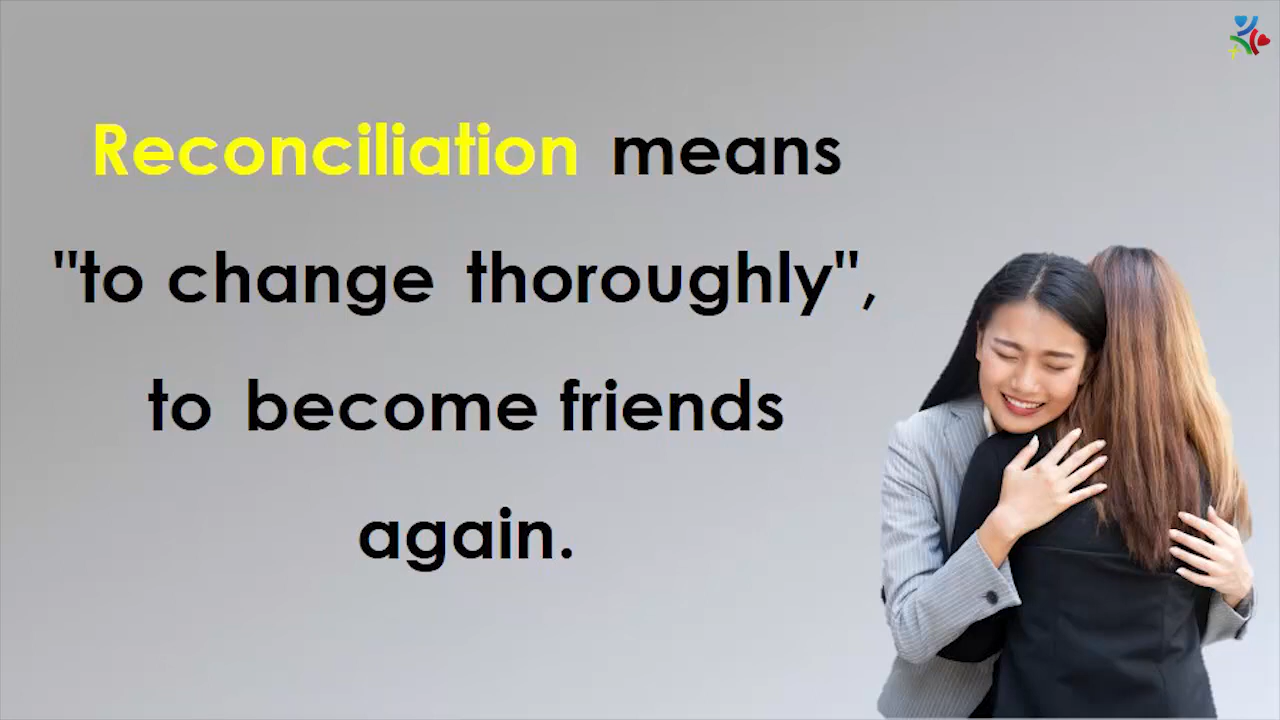 Reconciliation means
"to change thoroughly",
to become friends
again.